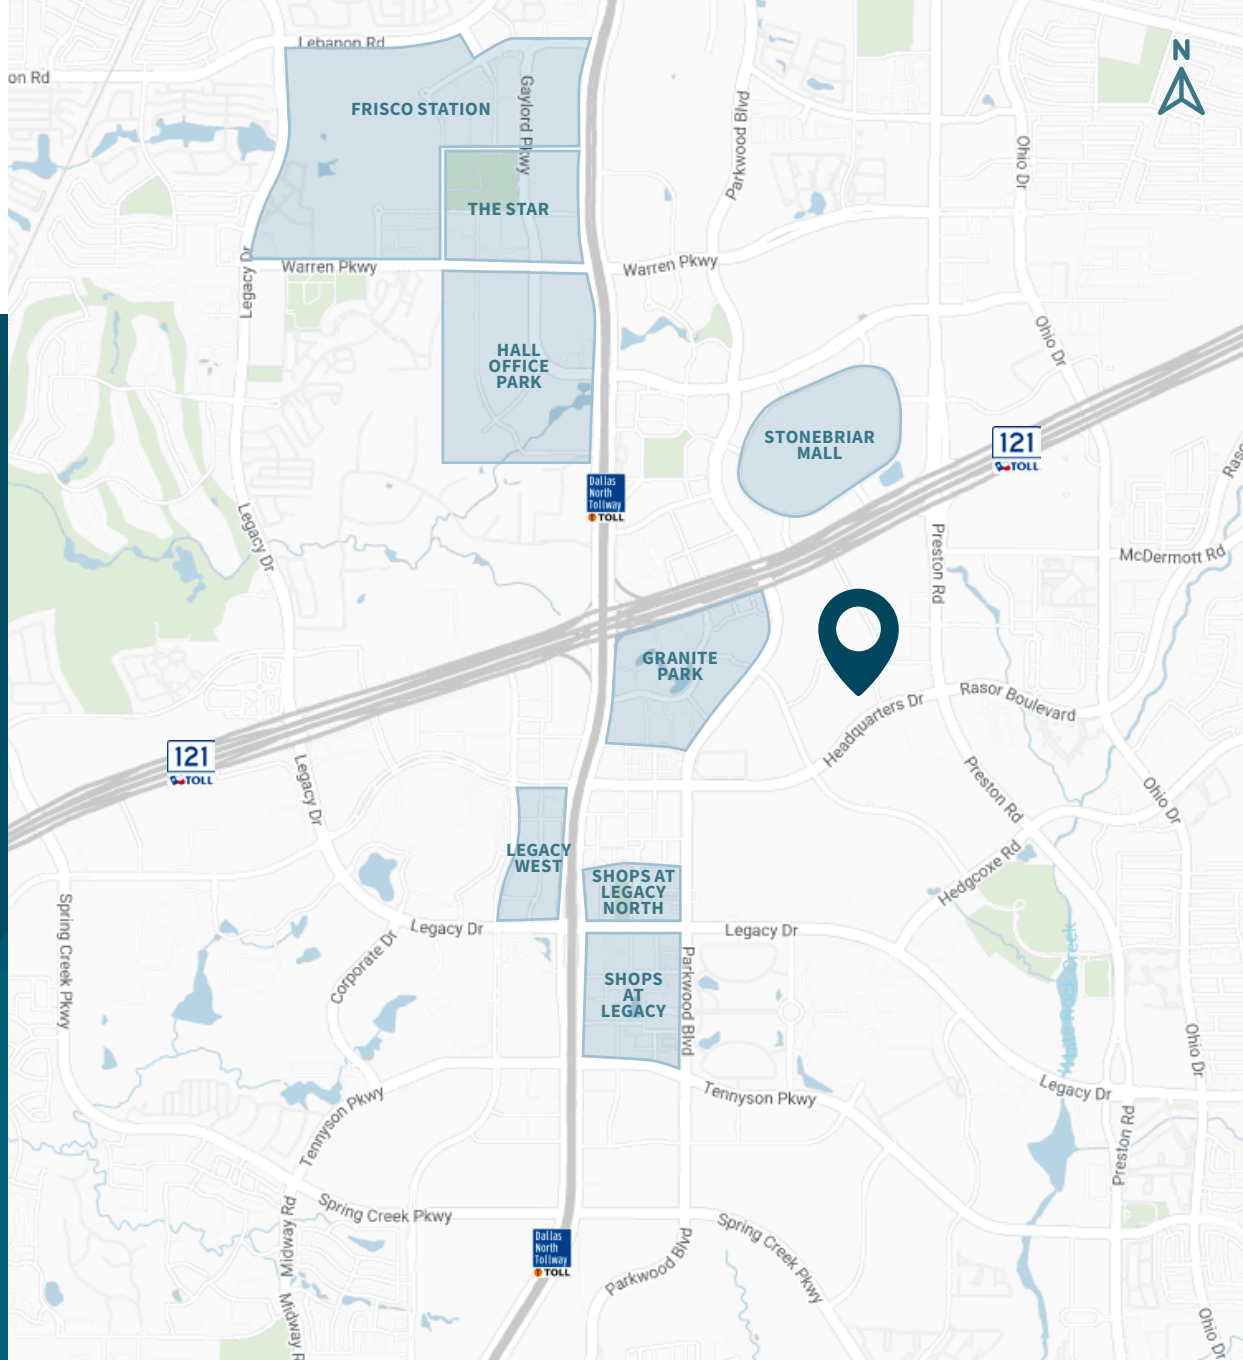 N
Lebanon Rd
on Rd
FRISCO STATION
Gaylord Pkwy
Parkwood Blvd
Ohio Dr
THE STAR
Legacy Dr
Warren Pkwy
Warren Pkwy
HALL
OFFICE
PARK
Ohio Dr
STONEBRIAR
MALL
121
TOLL
Dallas
North
Tollway
TOLL
Legacy Dr
Preston Rd
McDermott Rd
GRANITE
PARK
Rasor Boulevard
Headquarters Dr
121
TOLL
Legacy Dr
Preston Rd
Ohio Dr
LEGACY
WEST
SHOPS AT
LEGACY
NORTH
Hedgcoxe Rd
Spring Creek Pkwy
Corporate Dr
Legacy Dr
Legacy Dr
SHOPS
AT
LEGACY
Parkwood Blvd
White Rock Creek
Ohio Dr
Tennyson Pkwy
Tennyson Pkwy
Legacy Dr
Preston Rd
Midway Rd
Spring Creek Pkwy
Spring Creek Pkwy
Dallas
North
Tollway
TOLL
Parkwood Blvd
Midway R
Ohio Dr